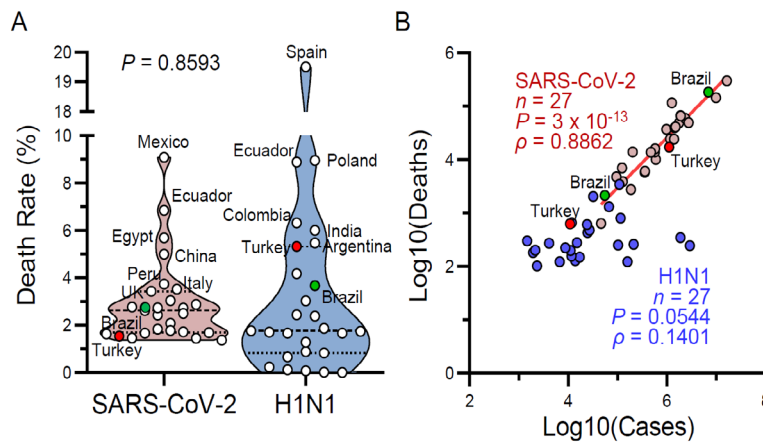 A
B
Death Rate (%)
20
18
16
14
12
10
8
6
4
2
0
P = 0.8593
Spain
Mexico
Ecuador
Egypt
China
Peru
Italy
UK
Brazil
Turkey
Ecuador
Poland
Colombia
India
Turkey
Argentina
Brazil
SARS-CoV-2
H1N1
Log10(Deaths)
6
4
2
0
SARS-CoV-2
n = 27
P = 3 x 10⁻¹³
ρ = 0.8862
Brazil
Turkey
Brazil
Turkey
H1N1
n = 27
P = 0.0544
ρ = 0.1401
2
4
6
8
Log10(Cases)